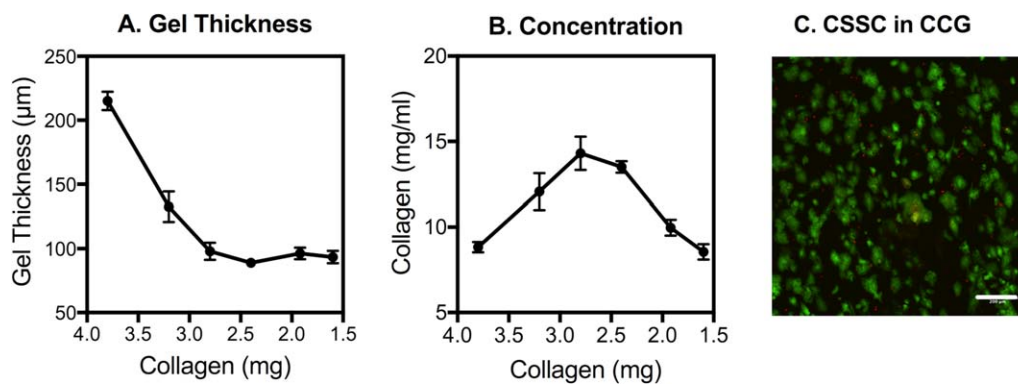 A. Gel Thickness
B. Concentration
C. CSSC in CCG
Gel Thickness (µm)
250
200
150
100
50
4.0 3.5 3.0 2.5 2.0 1.5
Collagen (mg)
Collagen (mg/ml)
20
15
10
5
4.0 3.5 3.0 2.5 2.0 1.5
Collagen (mg)
200 µm